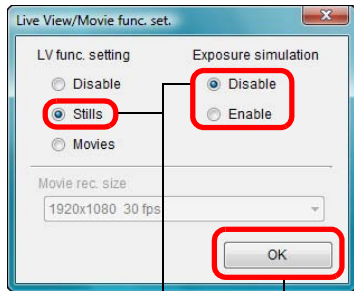 Live View/Movie func. set.
LV func. setting
Exposure simulation
Disable
Disable
Stills
Enable
Movies
Movie rec. size
1920x1080 30 fps
OK